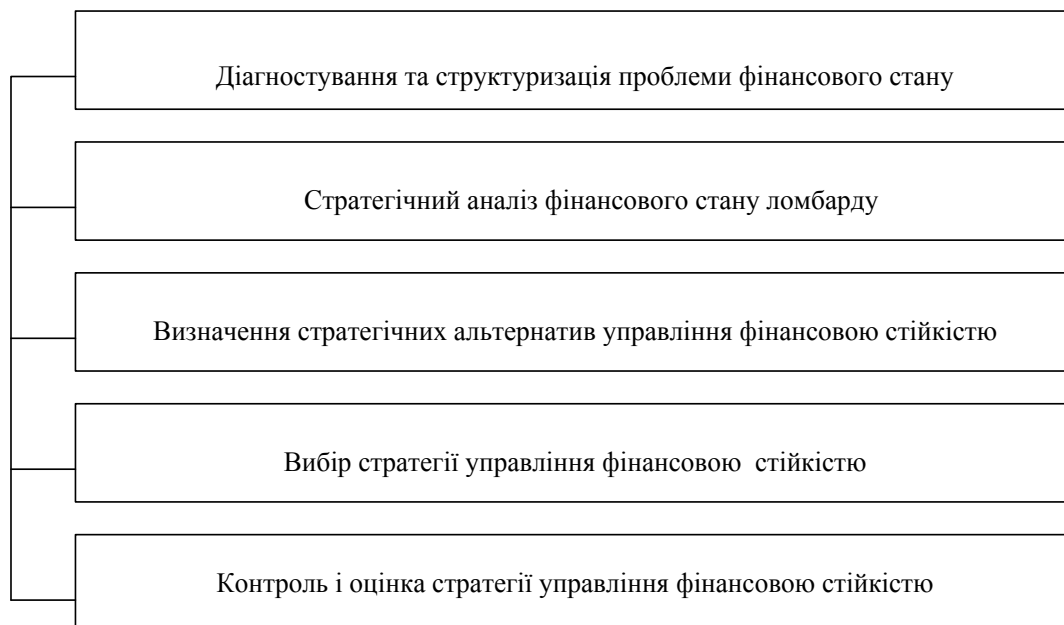 Діагностування та структуризація проблеми фінансового стану
Стратегічний аналіз фінансового стану ломбарду
Визначення стратегічних альтернатив управління фінансовою стійкістю
Вибір стратегії управління фінансовою стійкістю
Контроль і оцінка стратегії управління фінансовою стійкістю